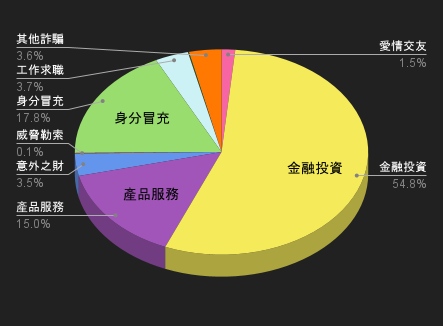 其他詐騙
3.6%
工作求職
3.7%
身分冒充
17.8%
威脅勒索
0.1%
意外之財
3.5%
產品服務
15.0%
愛情交友
1.5%
金融投資
54.8%
身分冒充
產品服務
金融投資